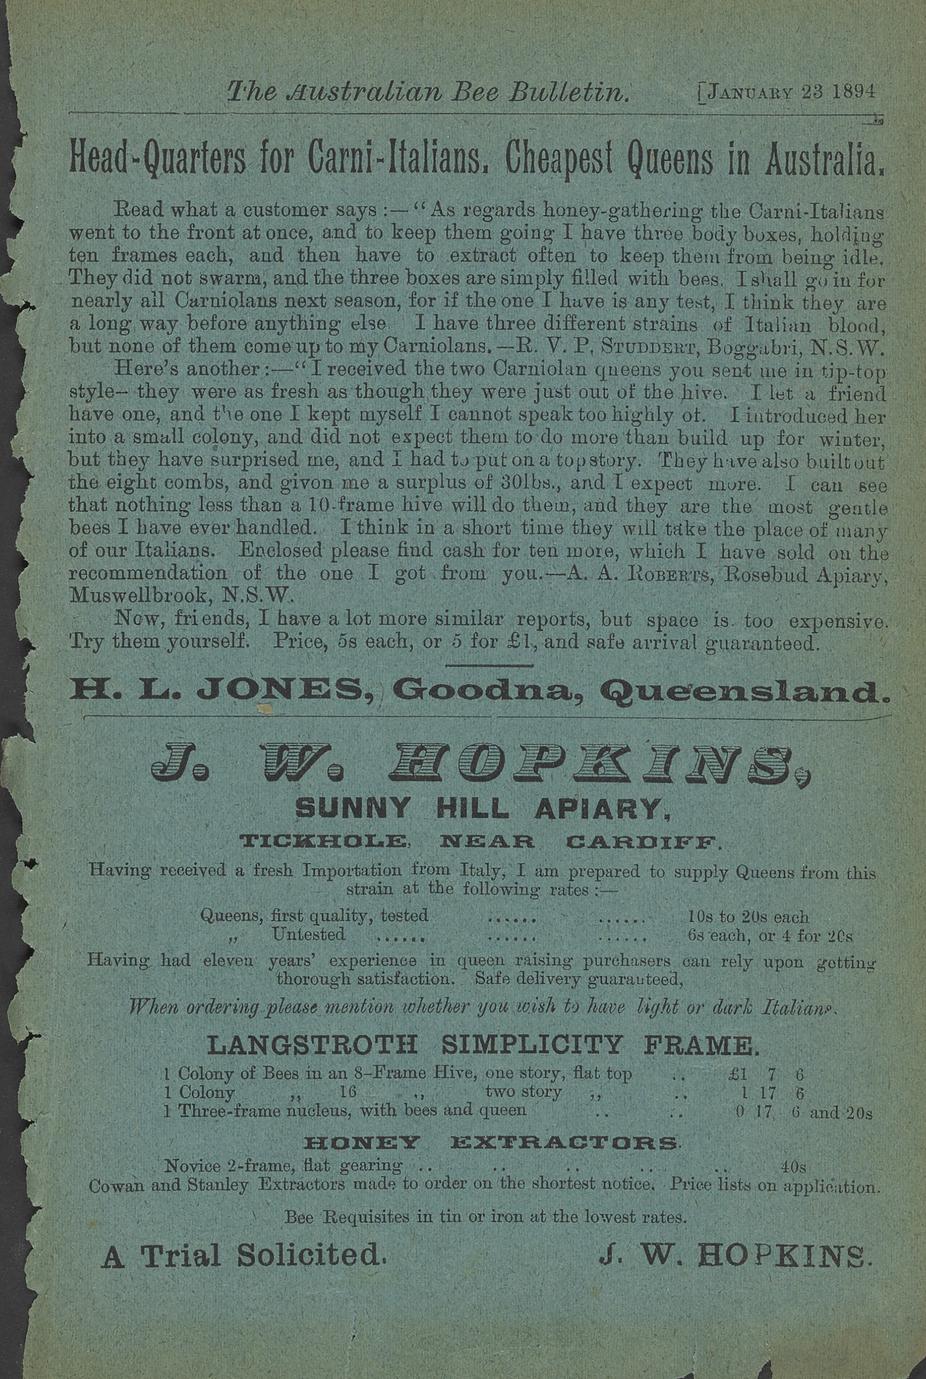 The Australian Bee Bulletin. [JANUARY 23 1894
Head-Quarters for Carni-Italians. Cheapest Queens in Australia.
Read what a customer says :—“As regards honey-gathering the Carni-Italians
went to the front at once, and to keep them going I have three body boxes, holding
ten frames each, and then have to extract often to keep them from being idle.
They did not swarm, and the three boxes are simply filled with bees. I shall go in for
nearly all Carniolans next season, for if the one I have is any test, I think they are
a long way before anything else I have three different strains of Italian blood,
but none of them come up to my Carniolans.—R. V. P. STUDDERT, Boggabri, N.S.W.
Here's another:—“I received the two Carniolan queens you sent me in tip-top
style— they were as fresh as though they were just out of the hive. I let a friend
have one, and the one I kept myself I cannot speak too highly ot. I introduced her
into a small colony, and did not expect them to do more than build up for winter,
but they have surprised me, and I had to put on a top story. They have also built out
the eight combs, and givon me a surplus of 30lbs., and I expect more. I can see
that nothing less than a 10-frame hive will do them, and they are the most gentle
bees I have ever handled. I think in a short time they will take the place of many
of our Italians. Enclosed please find cash for ten more, which I have sold on the
recommendation of the one I got from you.—A. A. ROBERTS, Rosebud Apiary,
Muswellbrook, N.S.W.
Now, friends, I have a lot more similar reports, but space is too expensive.
Try them yourself. Price, 5s each, or 5 for £1, and safe arrival guaranteed.
H. L. JONES, Goodna, Queensland.
J. W. HOPKINS,
SUNNY HILL APIARY,
TICKHOLE, NEAR CARDIFF.
Having received a fresh Importation from Italy, I am prepared to supply Queens from this
strain at the following rates :—
Queens, first quality, tested ...... ...... 10s to 20s each
„ Untested ...... ...... ...... 6s each, or 4 for 20s
Having had eleven years' experience in queen raising purchasers can rely upon getting
thorough satisfaction. Safe delivery guaranteed,
When ordering please mention whether you wish to have light or dark Italians.
LANGSTROTH SIMPLICITY FRAME.
1 Colony of Bees in an 8-Frame Hive, one story, flat top .. £1 7 6
1 Colony „ 16 „ two story „ .. 1 17 6
1 Three-frame nucleus, with bees and queen .. .. 0 17 6 and 20s
HONEY EXTRACTORS.
Novice 2-frame, flat gearing .. .. .. .. .. 40s
Cowan and Stanley Extractors made to order on the shortest notice. Price lists on application.
Bee Requisites in tin or iron at the lowest rates.
A Trial Solicited. J. W. HOPKINS.